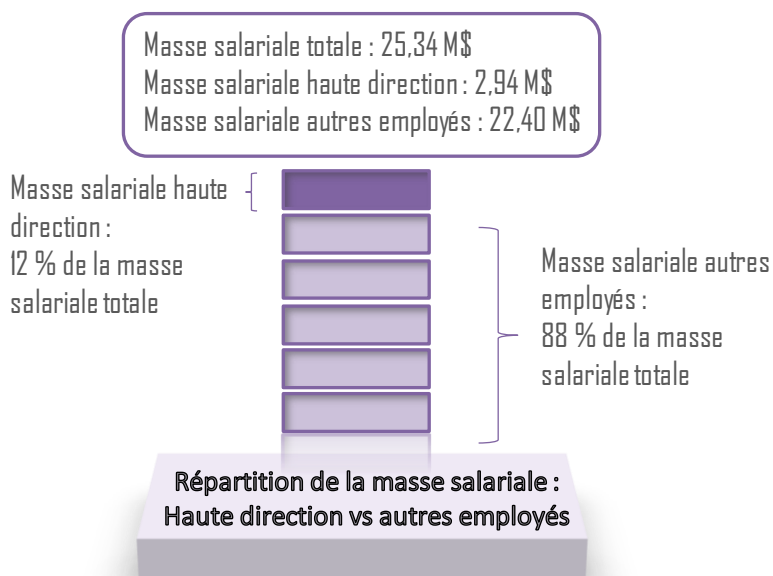 Masse salariale totale : 25,34 M$
Masse salariale haute direction : 2,94 M$
Masse salariale autres employés : 22,40 M$
Masse salariale haute
direction :
12 % de la masse
salariale totale
Masse salariale autres
employés :
88 % de la masse
salariale totale
Répartition de la masse salariale :
Haute direction vs autres employés